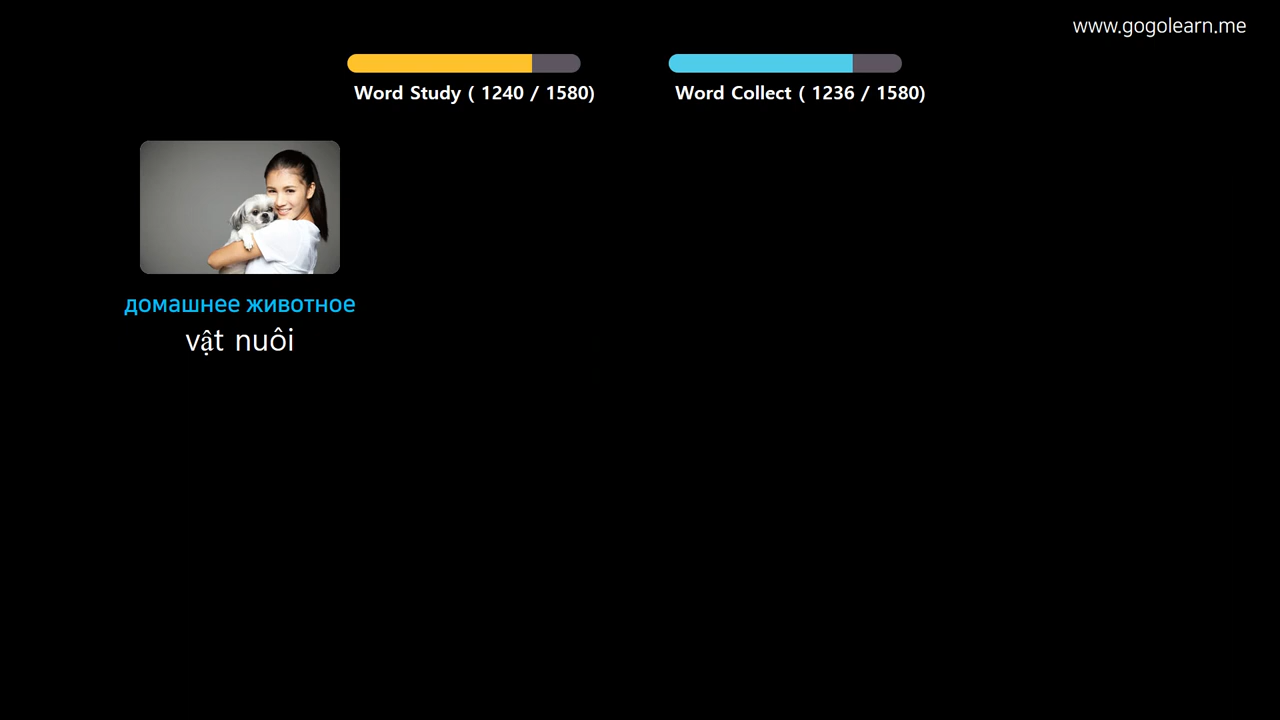 www.gogolearn.me
Word Study ( 1240 / 1580)
Word Collect ( 1236 / 1580)
домашнее животное
vật nuôi